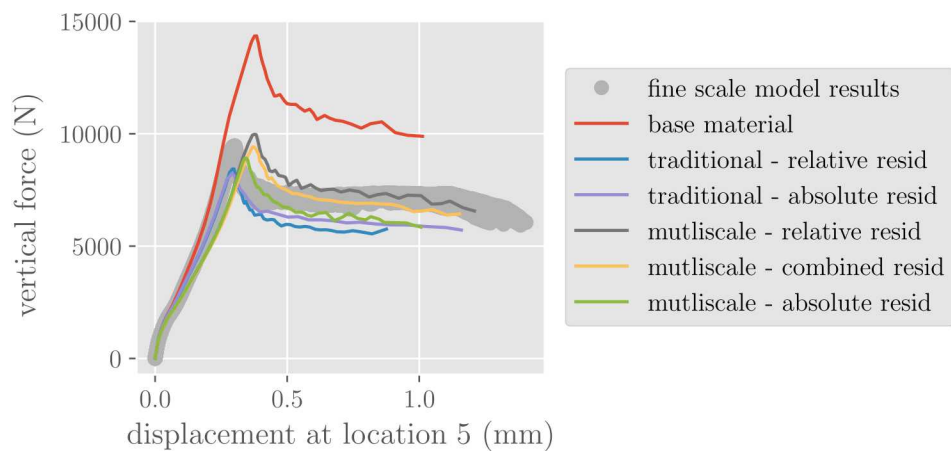 15000
10000
5000
0
vertical force (N)
0.0 0.5 1.0
displacement at location 5 (mm)
fine scale model results
base material
traditional - relative resid
traditional - absolute resid
mutliscale - relative resid
mutliscale - combined resid
mutliscale - absolute resid